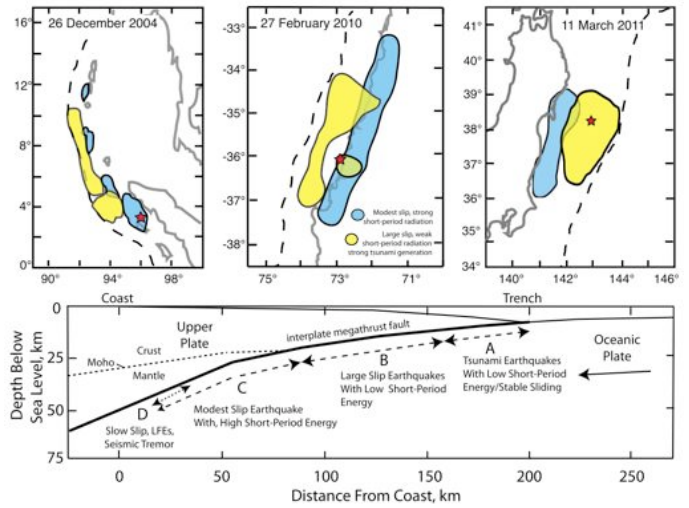 26 December 2004
16°
12°
8°
4°
0°
90°
94°
98°
27 February 2010
-33°
-34°
-35°
-36°
-37°
-38°
75°
73°
71°
Modest slip, strong
short-period radiation
Large slip, weak
short-period radiation
strong tsunami generation
11 March 2011
41°
40°
39°
38°
37°
36°
35°
34°
140°
142°
144°
146°
Coast
Trench
Depth Below
Sea Level, km
0
25
50
75
Upper
Plate
interplate megathrust fault
Oceanic
Plate
Moho
Crust
Mantle
A
Tsunami Earthquakes
With Low Short-Period
Energy/Stable Sliding
B
Large Slip Earthquakes
With Low Short-Period
Energy
C
Modest Slip Earthquake
With, High Short-Period Energy
D
Slow Slip, LFEs,
Seismic Tremor
0
50
100
150
200
250
Distance From Coast, km